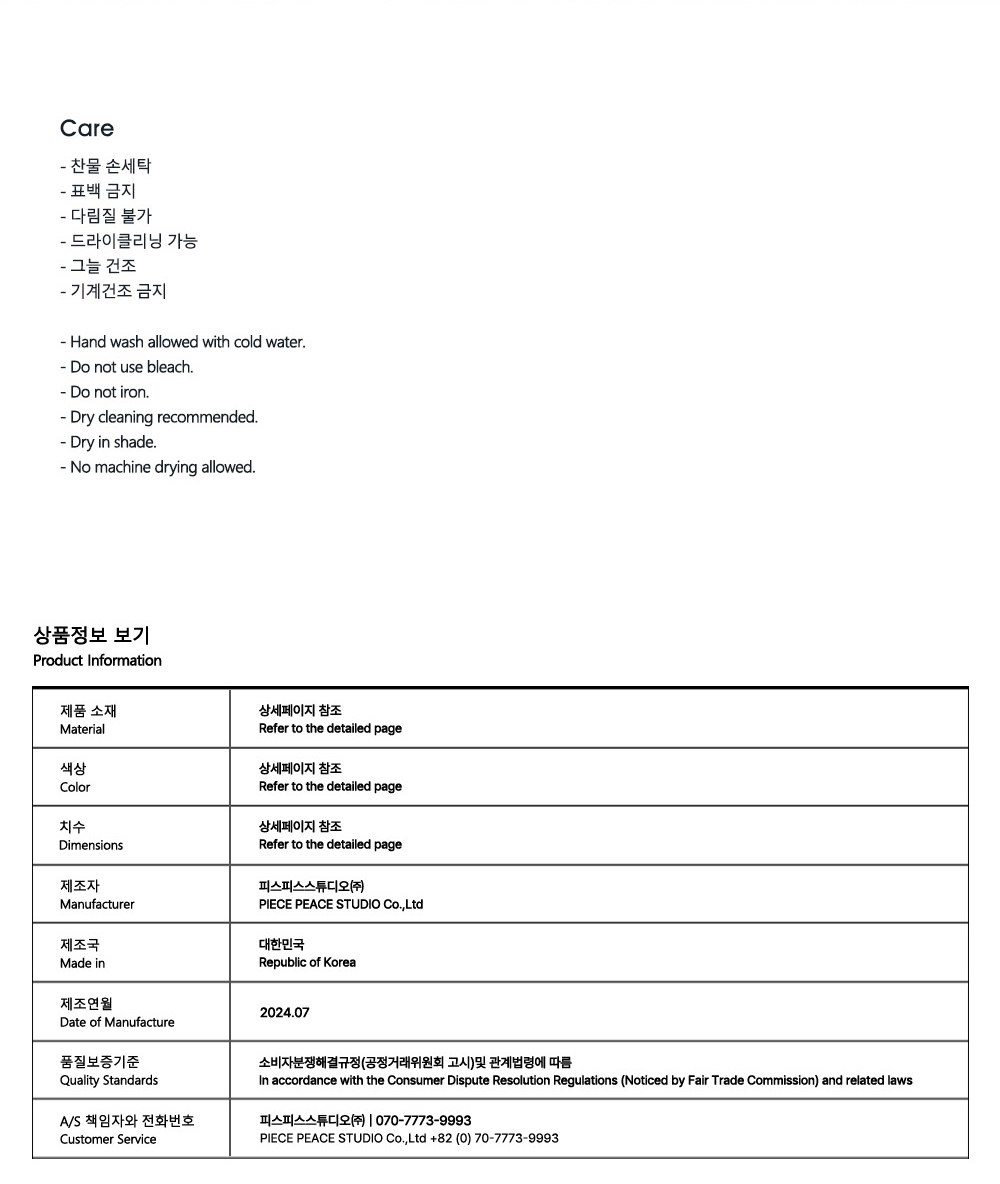 Care
- 찬물 손세탁
- 표백 금지
- 다림질 불가
- 드라이클리닝 가능
- 그늘 건조
- 기계건조 금지
- Hand wash allowed with cold water.
- Do not use bleach.
- Do not iron.
- Dry cleaning recommended.
- Dry in shade.
- No machine drying allowed.
상품정보 보기
Product Information
제품 소재
Material
상세페이지 참조
Refer to the detailed page
색상
Color
상세페이지 참조
Refer to the detailed page
치수
Dimensions
상세페이지 참조
Refer to the detailed page
제조자
Manufacturer
피스피스스튜디오㈜
PIECE PEACE STUDIO Co.,Ltd
제조국
Made in
대한민국
Republic of Korea
제조연월
Date of Manufacture
2024.07
품질보증기준
Quality Standards
소비자분쟁해결규정(공정거래위원회 고시)및 관계법령에 따름
In accordance with the Consumer Dispute Resolution Regulations (Noticed by Fair Trade Commission) and related laws
A/S 책임자와 전화번호
Customer Service
피스피스스튜디오㈜ | 070-7773-9993
PIECE PEACE STUDIO Co.,Ltd +82 (0) 70-7773-9993